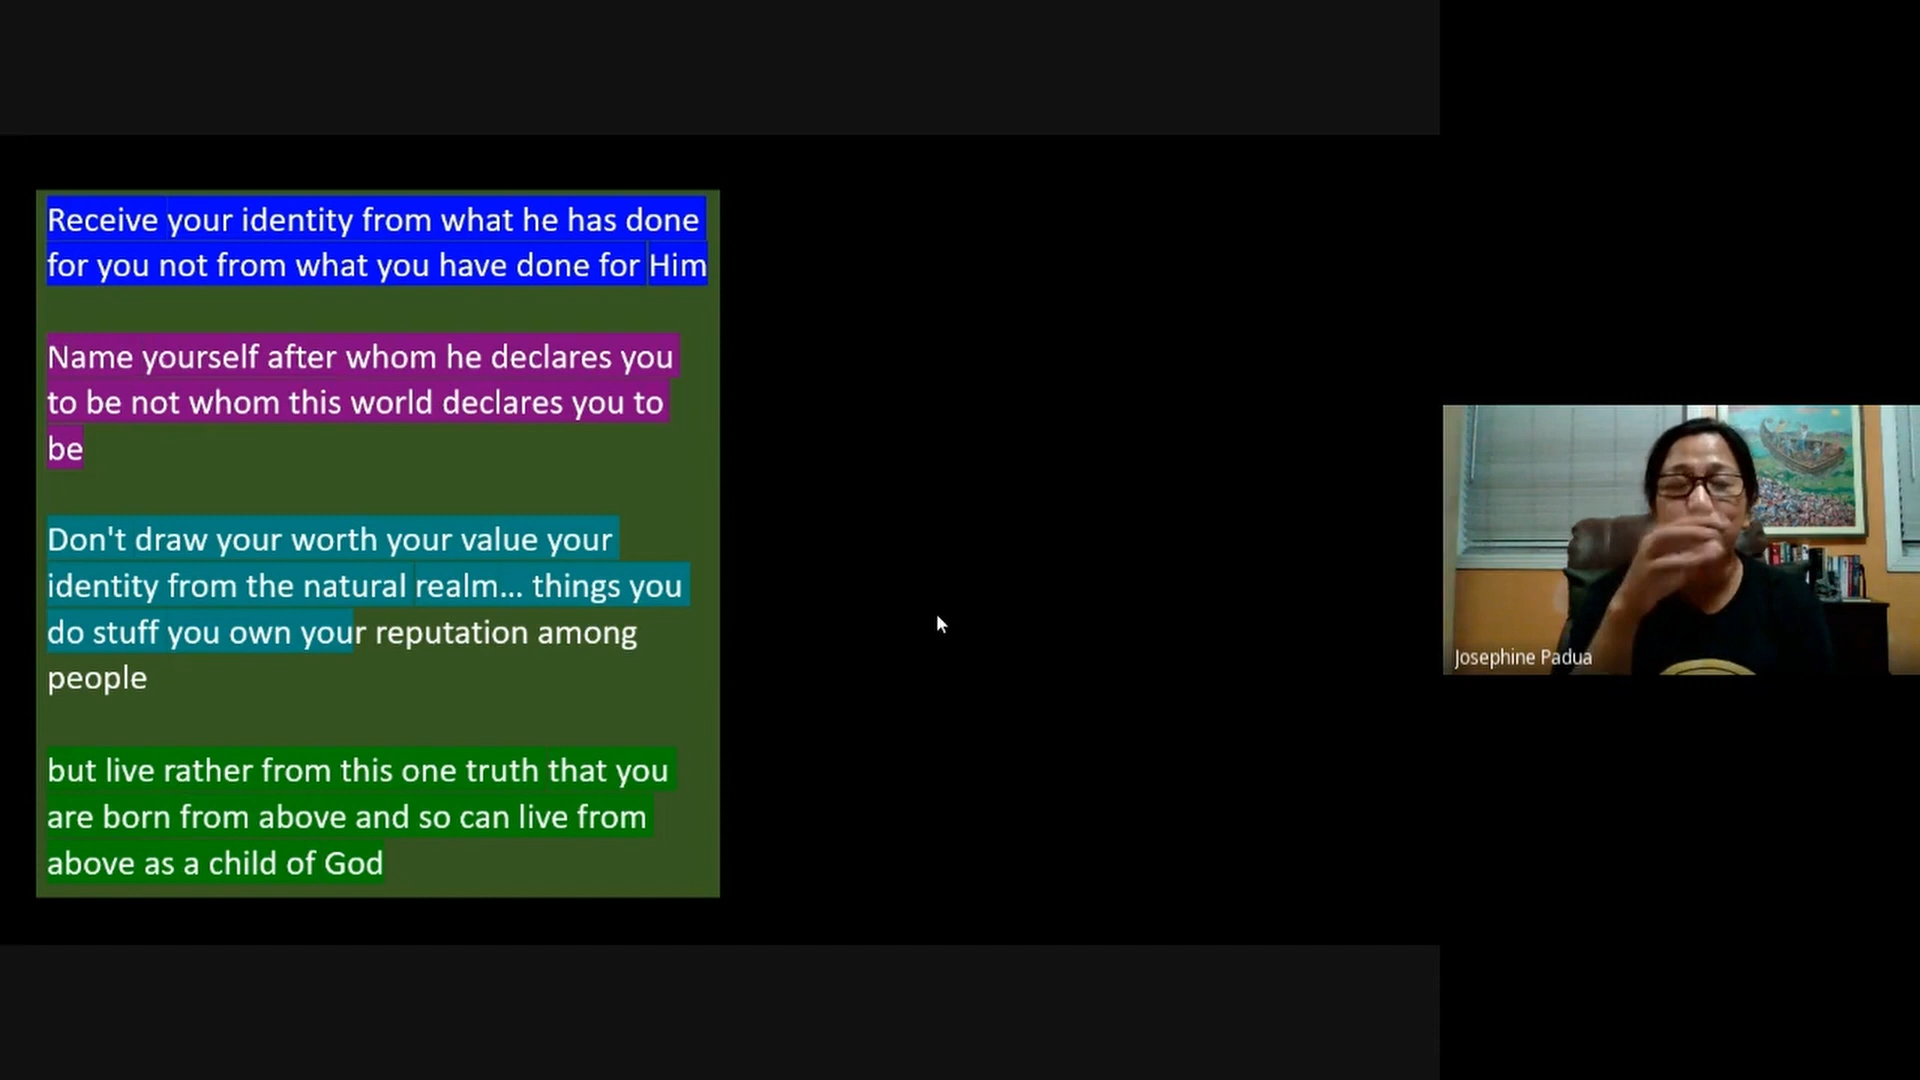 Receive your identity from what he has done
for you not from what you have done for Him
Name yourself after whom he declares you
to be not whom this world declares you to
be
Don't draw your worth your value your
identity from the natural realm... things you
do stuff you own your reputation among
people
but live rather from this one truth that you
are born from above and so can live from
above as a child of God
Josephine Padua